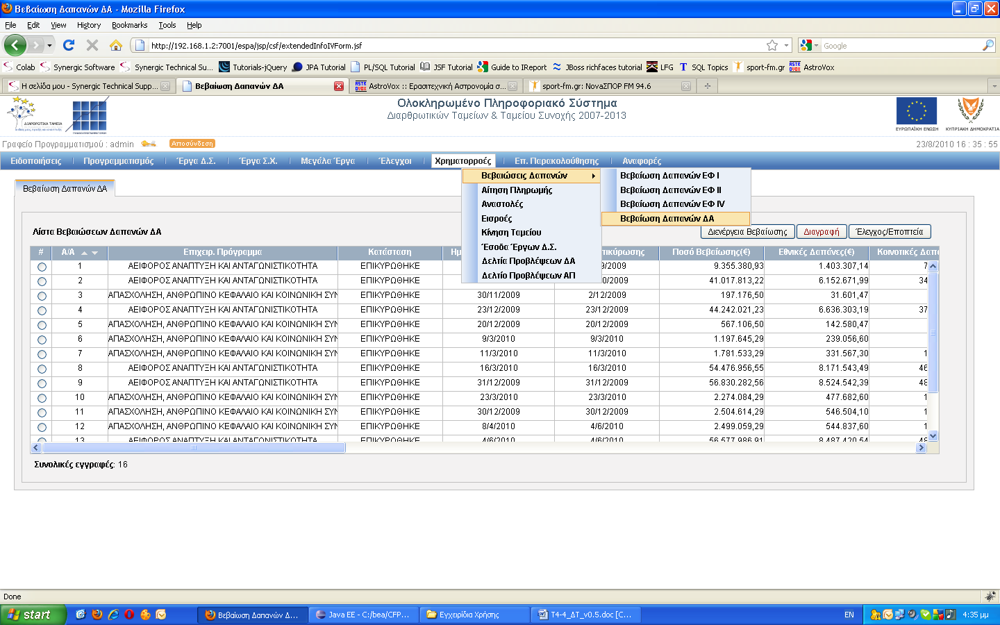 Βεβαίωση Δαπανών ΔΑ - Mozilla Firefox
File Edit View History Bookmarks Tools Help
http://192.168.1.2:7001/espa/jsp/csf/extendedInfoIVForm.jsf Google
Colab Synergic Software Synergic Technical Su... Tutorials-jQuery JPA Tutorial PL/SQL Tutorial JSF Tutorial Guide to IReport JBoss richfaces tutorial LFG SQL Topics sport-fm.gr AstroVox
Η σελίδα μου - Synergic Technical Supp... Βεβαίωση Δαπανών ΔΑ AstroVox :: Ερασιτεχνική Αστρονομία σ... sport-fm.gr: NovaΣΠΟΡ FM 94.6
Ολοκληρωμένο Πληροφοριακό Σύστημα
Διαρθρωτικών Ταμείων & Ταμείου Συνοχής 2007-2013
ΔΙΑΡΘΡΩΤΙΚΑ ΤΑΜΕΙΑ
ΕΥΡΩΠΑΪΚΗ ΕΝΩΣΗ ΚΥΠΡΙΑΚΗ ΔΗΜΟΚΡΑΤΙΑ
Γραφείο Προγραμματισμού : admin Αποσύνδεση 23/8/2010 16 : 35 : 55
Ειδοποιήσεις Προγραμματισμός Έργα Δ.Σ. Έργα Σ.Χ. Μεγάλα Έργα Έλεγχοι Χρηματορροές Επ. Παρακολούθησης Αναφορές
Βεβαιώσεις Δαπανών
Αίτηση Πληρωμής
Αναστολές
Εισροές
Κίνηση Ταμείου
Έσοδα Έργων Δ.Σ.
Δελτία Προβλέψεων ΔΑ
Δελτίο Προβλέψεων ΑΠ
Βεβαίωση Δαπανών ΕΦ Ι
Βεβαίωση Δαπανών ΕΦ ΙΙ
Βεβαίωση Δαπανών ΕΦ IV
Βεβαίωση Δαπανών ΔΑ
Βεβαίωση Δαπανών ΔΑ
Λίστα Βεβαιώσεων Δαπανών ΔΑ Διενέργεια Βεβαίωσης Διαγραφή Έλεγχος/Εποπτεία
# Α/Α Επιχειρ. Πρόγραμμα Κατάσταση Ημ πικύρωσης Ποσό Βεβαίωσης(€) Εθνικές Δαπάνες(€) Κοινοτικές Δαπα
1 ΑΕΙΦΟΡΟΣ ΑΝΑΠΤΥΞΗ ΚΑΙ ΑΝΤΑΓΩΝΙΣΤΙΚΟΤΗΤΑ ΕΠΙΚΥΡΩΘΗΚΕ 9/2009 9.355.380,93 1.403.307,14 7
2 ΑΕΙΦΟΡΟΣ ΑΝΑΠΤΥΞΗ ΚΑΙ ΑΝΤΑΓΩΝΙΣΤΙΚΟΤΗΤΑ ΕΠΙΚΥΡΩΘΗΚΕ 0/2009 41.017.813,22 6.152.671,99 34
3 ΑΠΑΣΧΟΛΗΣΗ, ΑΝΘΡΩΠΙΝΟ ΚΕΦΑΛΑΙΟ ΚΑΙ ΚΟΙΝΩΝΙΚΗ ΣΥΝ ΕΠΙΚΥΡΩΘΗΚΕ 30/11/2009 2/12/2009 197.176,50 31.601,47
4 ΑΕΙΦΟΡΟΣ ΑΝΑΠΤΥΞΗ ΚΑΙ ΑΝΤΑΓΩΝΙΣΤΙΚΟΤΗΤΑ ΕΠΙΚΥΡΩΘΗΚΕ 23/12/2009 23/12/2009 44.242.021,23 6.636.303,19 37
5 ΑΠΑΣΧΟΛΗΣΗ, ΑΝΘΡΩΠΙΝΟ ΚΕΦΑΛΑΙΟ ΚΑΙ ΚΟΙΝΩΝΙΚΗ ΣΥΝ ΕΠΙΚΥΡΩΘΗΚΕ 20/12/2009 20/12/2009 567.106,50 142.580,47
6 ΑΠΑΣΧΟΛΗΣΗ, ΑΝΘΡΩΠΙΝΟ ΚΕΦΑΛΑΙΟ ΚΑΙ ΚΟΙΝΩΝΙΚΗ ΣΥΝ ΕΠΙΚΥΡΩΘΗΚΕ 9/3/2010 9/3/2010 1.197.645,29 239.056,60
7 ΑΠΑΣΧΟΛΗΣΗ, ΑΝΘΡΩΠΙΝΟ ΚΕΦΑΛΑΙΟ ΚΑΙ ΚΟΙΝΩΝΙΚΗ ΣΥΝ ΕΠΙΚΥΡΩΘΗΚΕ 11/3/2010 11/3/2010 1.781.533,29 331.567,30 1
8 ΑΕΙΦΟΡΟΣ ΑΝΑΠΤΥΞΗ ΚΑΙ ΑΝΤΑΓΩΝΙΣΤΙΚΟΤΗΤΑ ΕΠΙΚΥΡΩΘΗΚΕ 16/3/2010 16/3/2010 54.476.956,55 8.171.543,49 46
9 ΑΕΙΦΟΡΟΣ ΑΝΑΠΤΥΞΗ ΚΑΙ ΑΝΤΑΓΩΝΙΣΤΙΚΟΤΗΤΑ ΕΠΙΚΥΡΩΘΗΚΕ 31/12/2009 31/12/2009 56.830.282,56 8.524.542,39 48
10 ΑΠΑΣΧΟΛΗΣΗ, ΑΝΘΡΩΠΙΝΟ ΚΕΦΑΛΑΙΟ ΚΑΙ ΚΟΙΝΩΝΙΚΗ ΣΥΝ ΕΠΙΚΥΡΩΘΗΚΕ 23/3/2010 23/3/2010 2.274.084,29 477.682,60 1
11 ΑΠΑΣΧΟΛΗΣΗ, ΑΝΘΡΩΠΙΝΟ ΚΕΦΑΛΑΙΟ ΚΑΙ ΚΟΙΝΩΝΙΚΗ ΣΥΝ ΕΠΙΚΥΡΩΘΗΚΕ 30/12/2009 30/12/2009 2.504.614,29 546.504,10 1
12 ΑΠΑΣΧΟΛΗΣΗ, ΑΝΘΡΩΠΙΝΟ ΚΕΦΑΛΑΙΟ ΚΑΙ ΚΟΙΝΩΝΙΚΗ ΣΥΝ ΕΠΙΚΥΡΩΘΗΚΕ 8/4/2010 4/6/2010 2.499.059,29 544.837,60 1
13 ΑΕΙΦΟΡΟΣ ΑΝΑΠΤΥΞΗ ΚΑΙ ΑΝΤΑΓΩΝΙΣΤΙΚΟΤΗΤΑ ΕΠΙΚΥΡΩΘΗΚΕ 4/6/2010 4/6/2010 56.577.986,91 8.487.420,54 48
Συνολικές εγγραφές: 16
Done
start Βεβαίωση Δαπανών Δ... Java EE - C:/bea/CFP... Εγχειρίδια Χρήσης T4-4_ΔΤ_v0.5.doc [C... EN 4:35 μμ